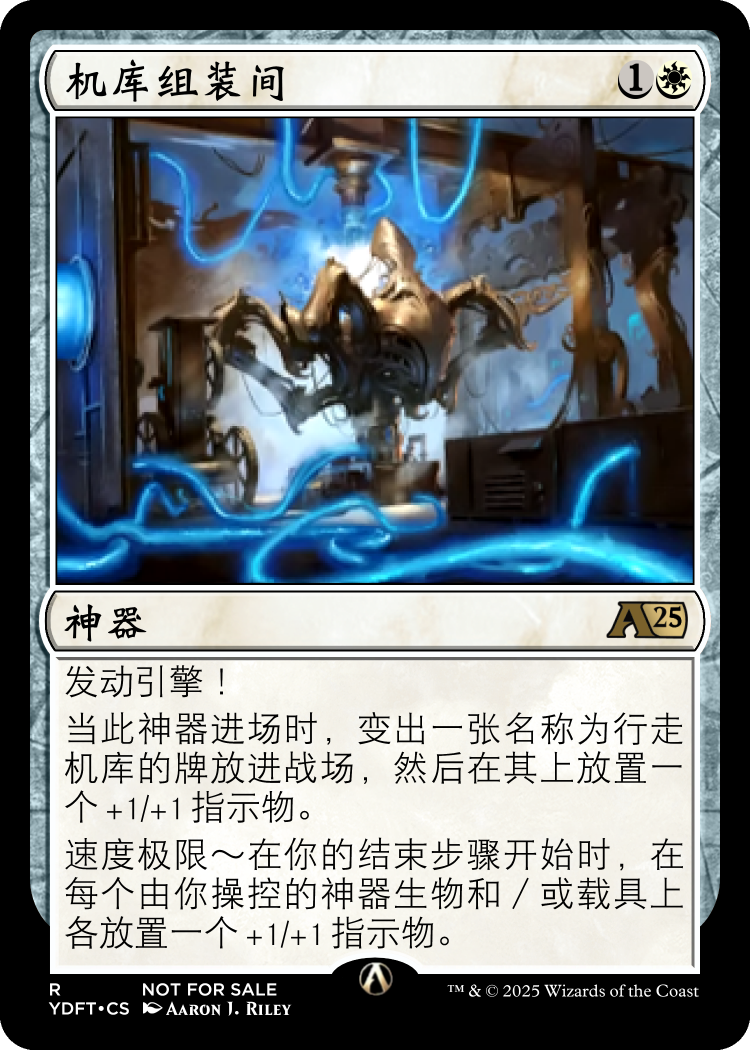 机库组装间 1
神器 A25
发动引擎！
当此神器进场时，变出一张名称为行走
机库的牌放进战场，然后在其上放置一
个 +1/+1 指示物。
速度极限～在你的结束步骤开始时，在
每个由你操控的神器生物和／或载具上
各放置一个 +1/+1 指示物。
R NOT FOR SALE
YDFT•CS AARON J. RILEY ™ & © 2025 Wizards of the Coast